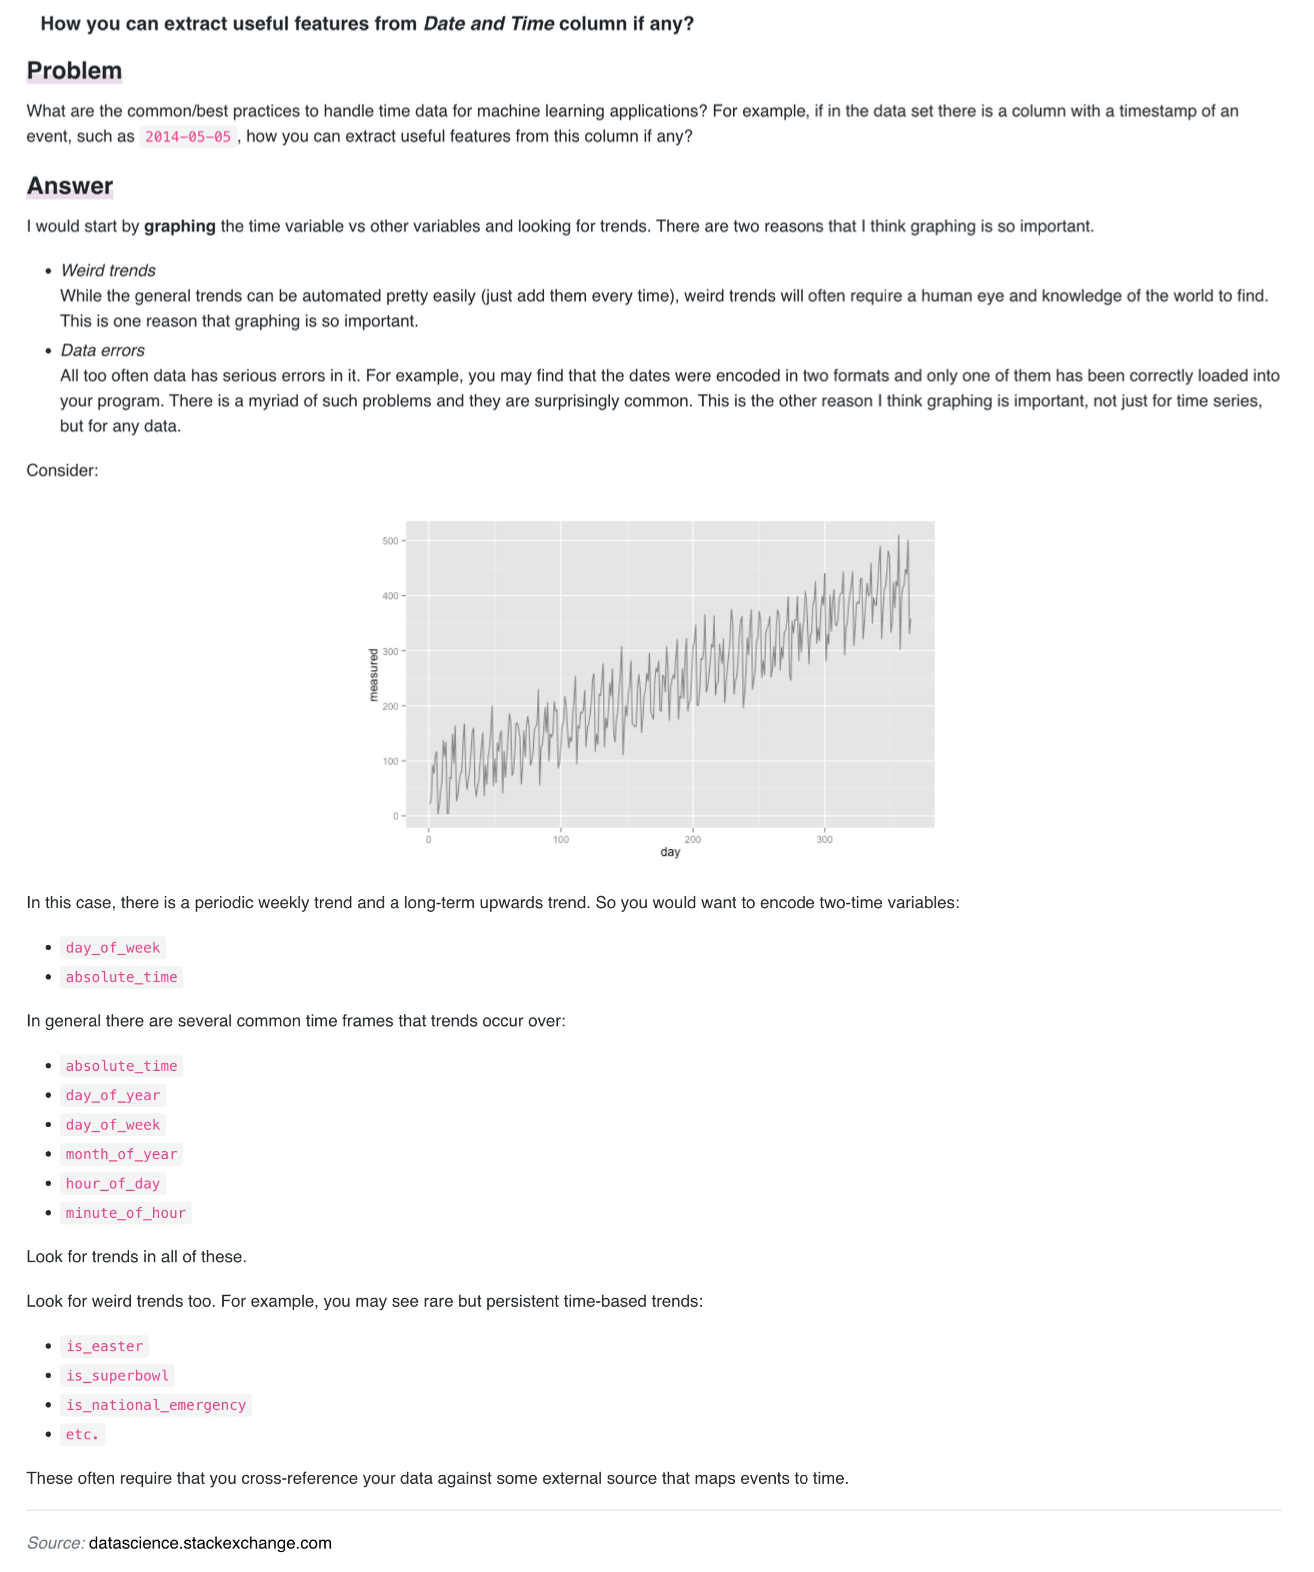 How you can extract useful features from Date and Time column if any?
Problem
What are the common/best practices to handle time data for machine learning applications? For example, if in the data set there is a column with a timestamp of an
event, such as 2014-05-05 , how you can extract useful features from this column if any?
Answer
I would start by graphing the time variable vs other variables and looking for trends. There are two reasons that I think graphing is so important.
• Weird trends
While the general trends can be automated pretty easily (just add them every time), weird trends will often require a human eye and knowledge of the world to find.
This is one reason that graphing is so important.
• Data errors
All too often data has serious errors in it. For example, you may find that the dates were encoded in two formats and only one of them has been correctly loaded into
your program. There is a myriad of such problems and they are surprisingly common. This is the other reason I think graphing is important, not just for time series,
but for any data.
Consider:
500
400
300
200
100
0
measured
0 100 200 300
day
In this case, there is a periodic weekly trend and a long-term upwards trend. So you would want to encode two-time variables:
• day_of_week
• absolute_time
In general there are several common time frames that trends occur over:
• absolute_time
• day_of_year
• day_of_week
• month_of_year
• hour_of_day
• minute_of_hour
Look for trends in all of these.
Look for weird trends too. For example, you may see rare but persistent time-based trends:
• is_easter
• is_superbowl
• is_national_emergency
• etc.
These often require that you cross-reference your data against some external source that maps events to time.
Source: datascience.stackexchange.com